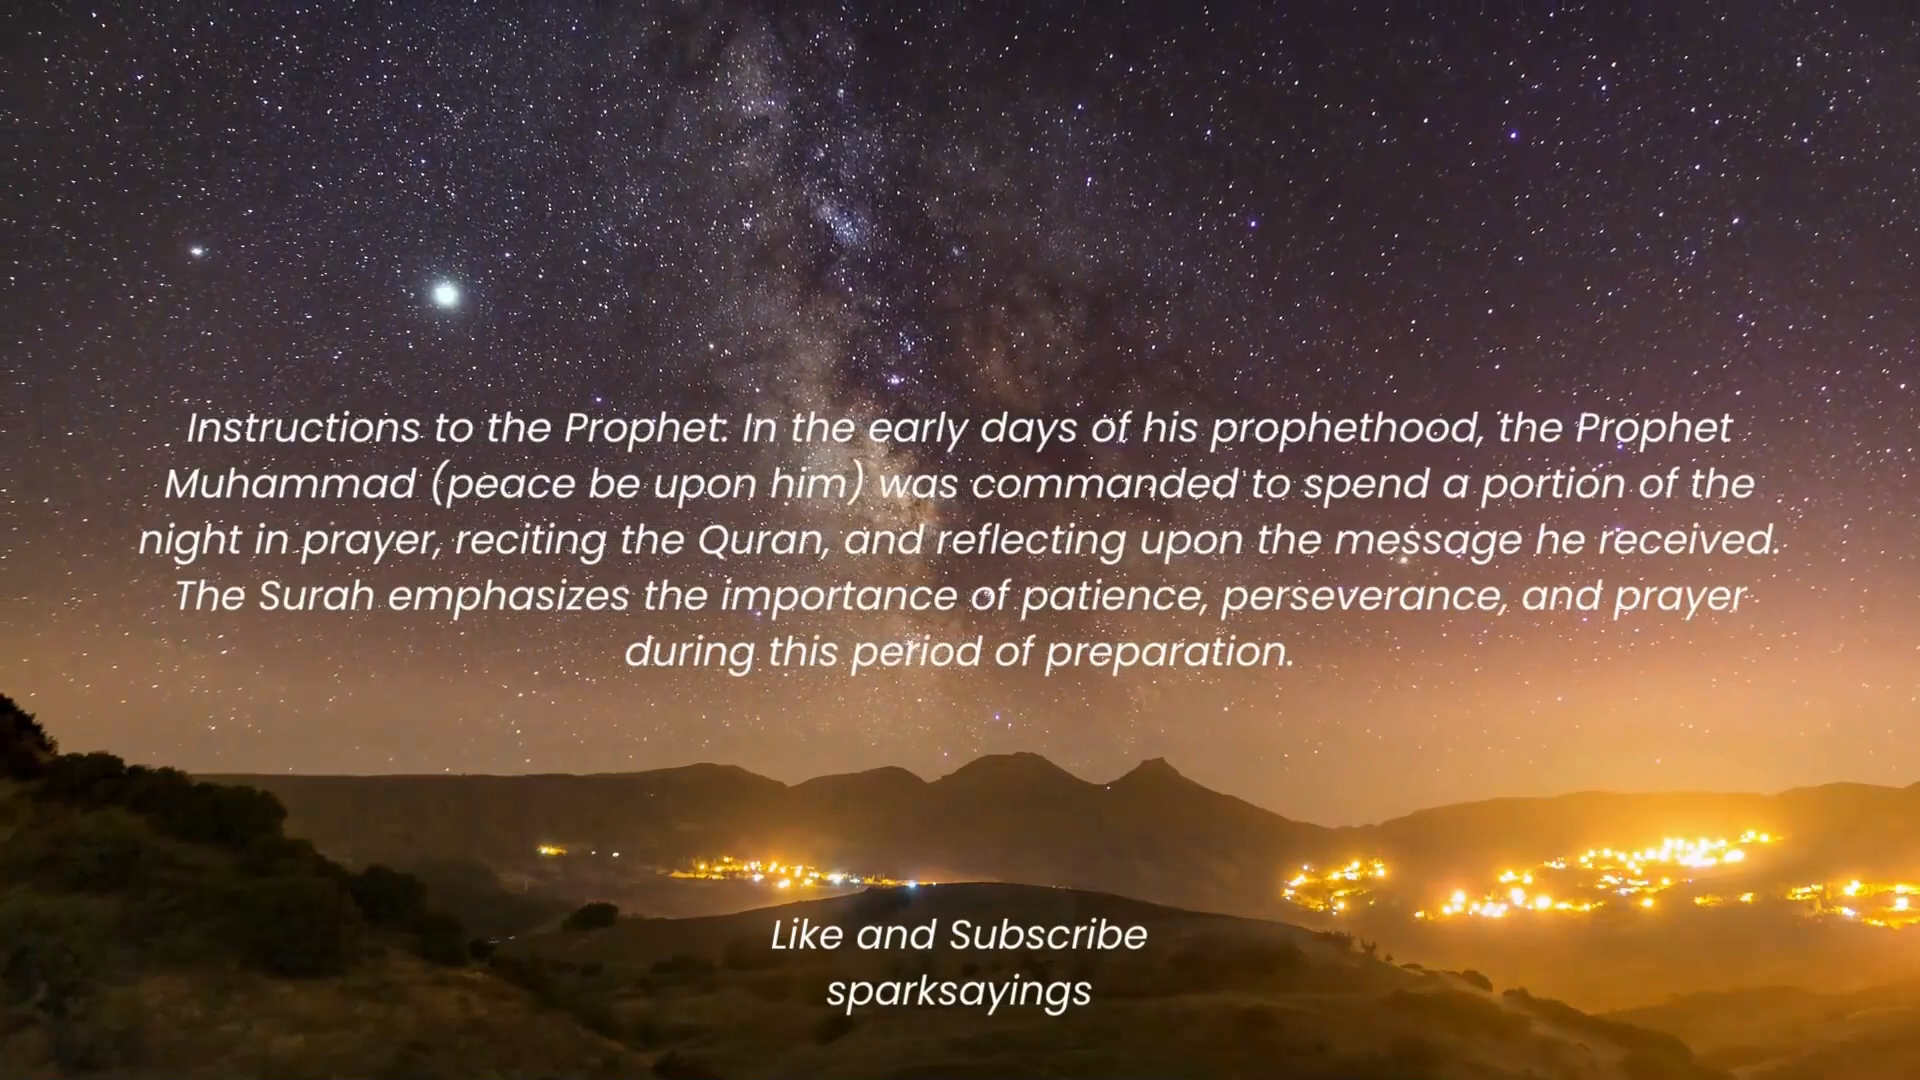 Instructions to the Prophet: In the early days of his prophethood, the Prophet
Muhammad (peace be upon him) was commanded to spend a portion of the
night in prayer, reciting the Quran, and reflecting upon the message he received.
The Surah emphasizes the importance of patience, perseverance, and prayer
during this period of preparation.
Like and Subscribe
sparksayings